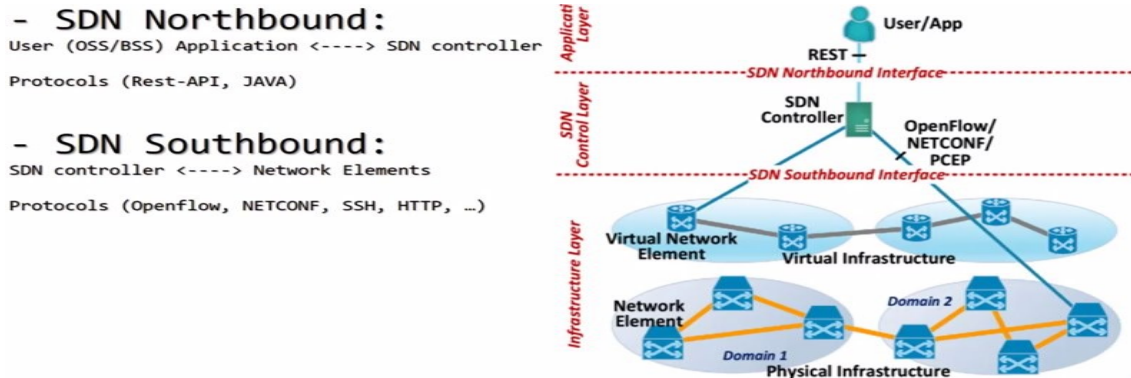 - SDN Northbound:
User (OSS/BSS) Application <----> SDN controller
Protocols (Rest-API, JAVA)
- SDN Southbound:
SDN controller <----> Network Elements
Protocols (Openflow, NETCONF, SSH, HTTP, …)
Applicati
Layer
User/App
REST
SDN Northbound Interface
SDN
Control Layer
SDN
Controller
OpenFlow/
NETCONF/
PCEP
SDN Southbound Interface
Infrastructure Layer
Virtual Network
Element
Virtual Infrastructure
Network
Element
Domain 1
Domain 2
Physical Infrastructure